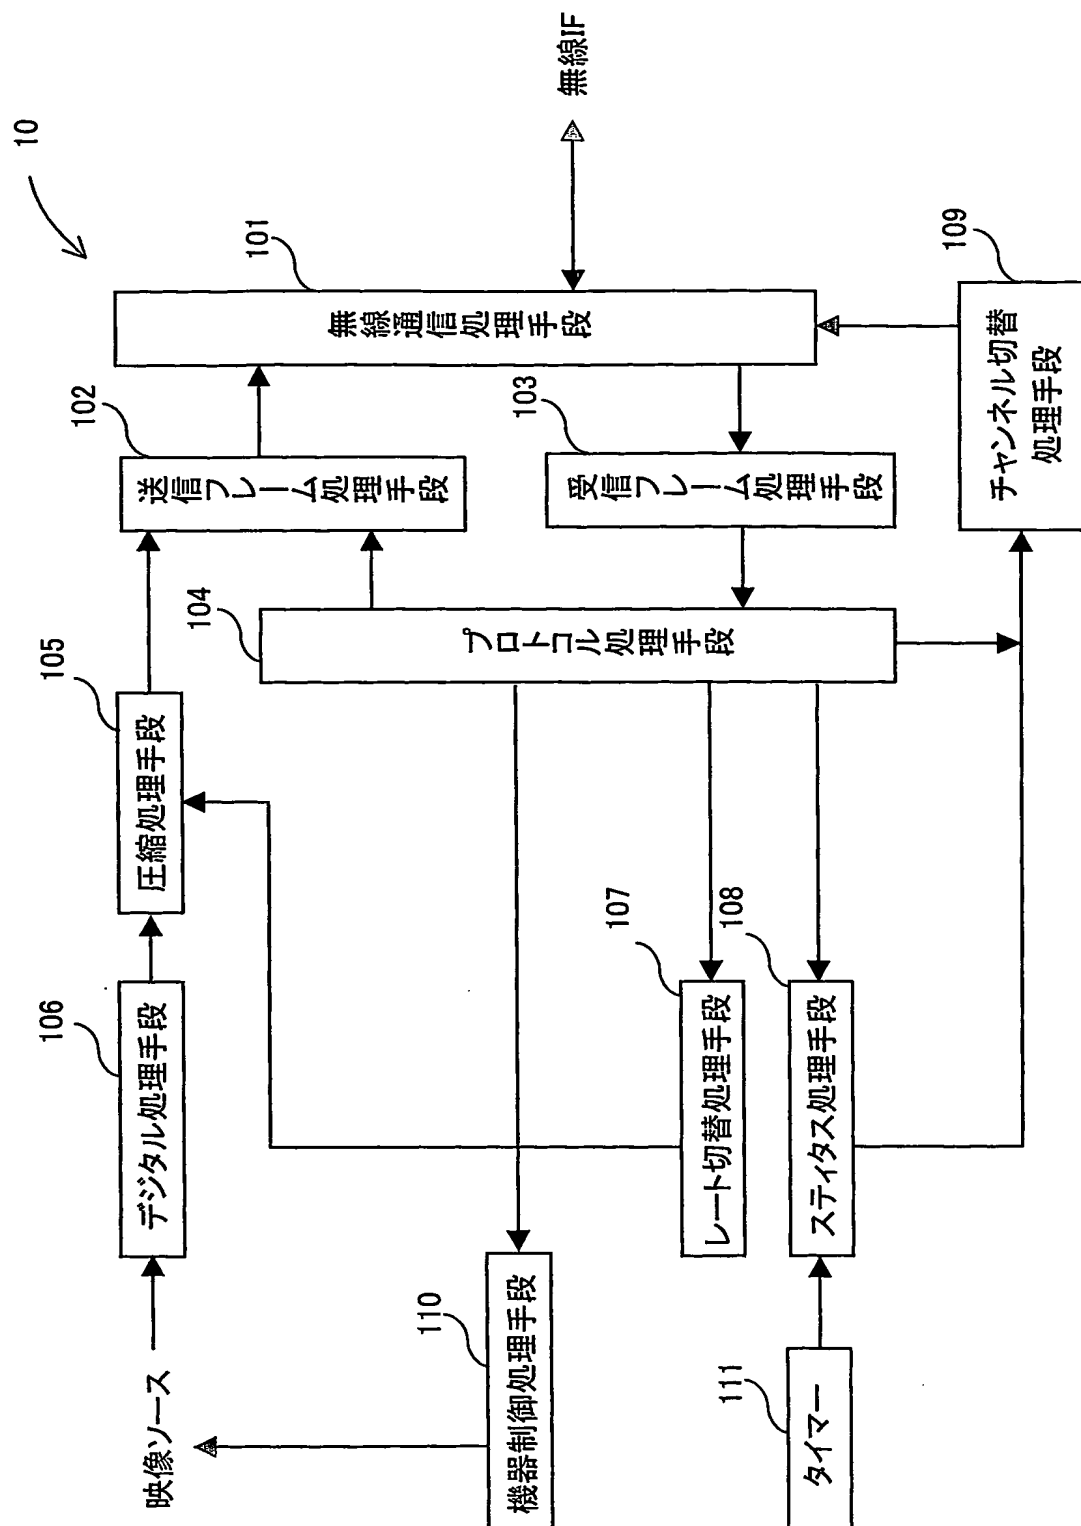 10
無線IF
101
無線通信処理手段
109
チャンネル切替
処理手段
102
送信フレーム処理手段
103
受信フレーム処理手段
104
プロトコル処理手段
105
圧縮処理手段
106
デジタル処理手段
107
レート切替処理手段
108
スティタス処理手段
映像ソース
110
機器制御処理手段
111
タイマー